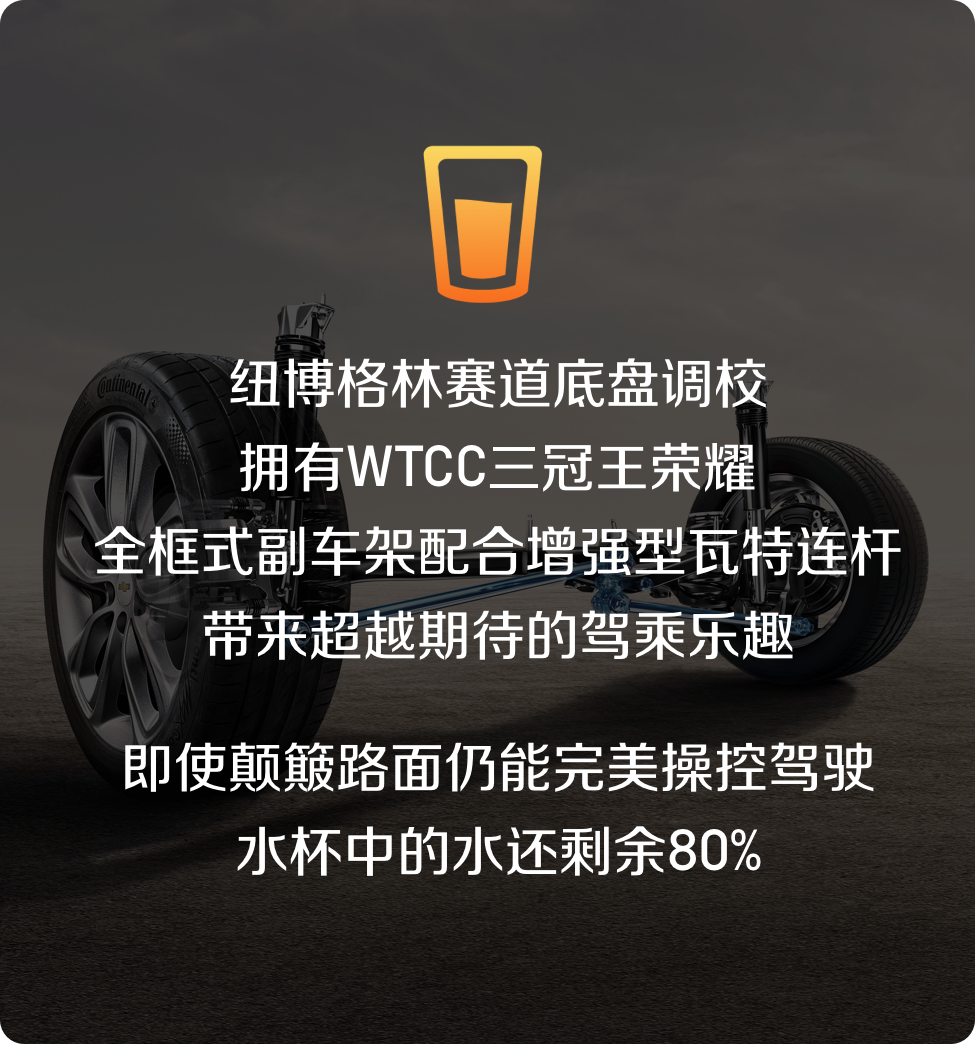 Continental
纽博格林赛道底盘调校
拥有WTCC三冠王荣耀
全框式副车架配合增强型瓦特连杆
带来超越期待的驾乘乐趣
即使颠簸路面仍能完美操控驾驶
水杯中的水还剩余80%